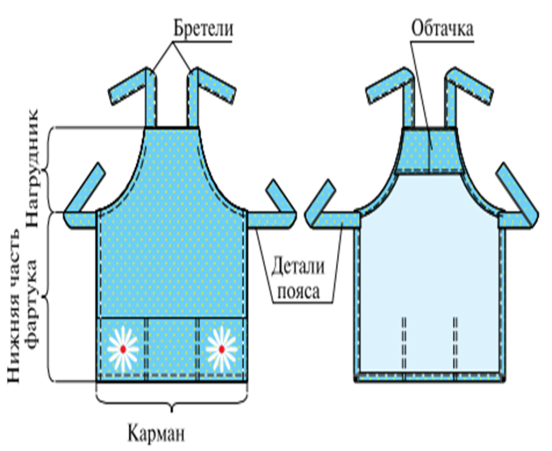 Бретели
Обтачка
Нагрудник
Нижняя часть
фартука
Детали
пояса
Карман